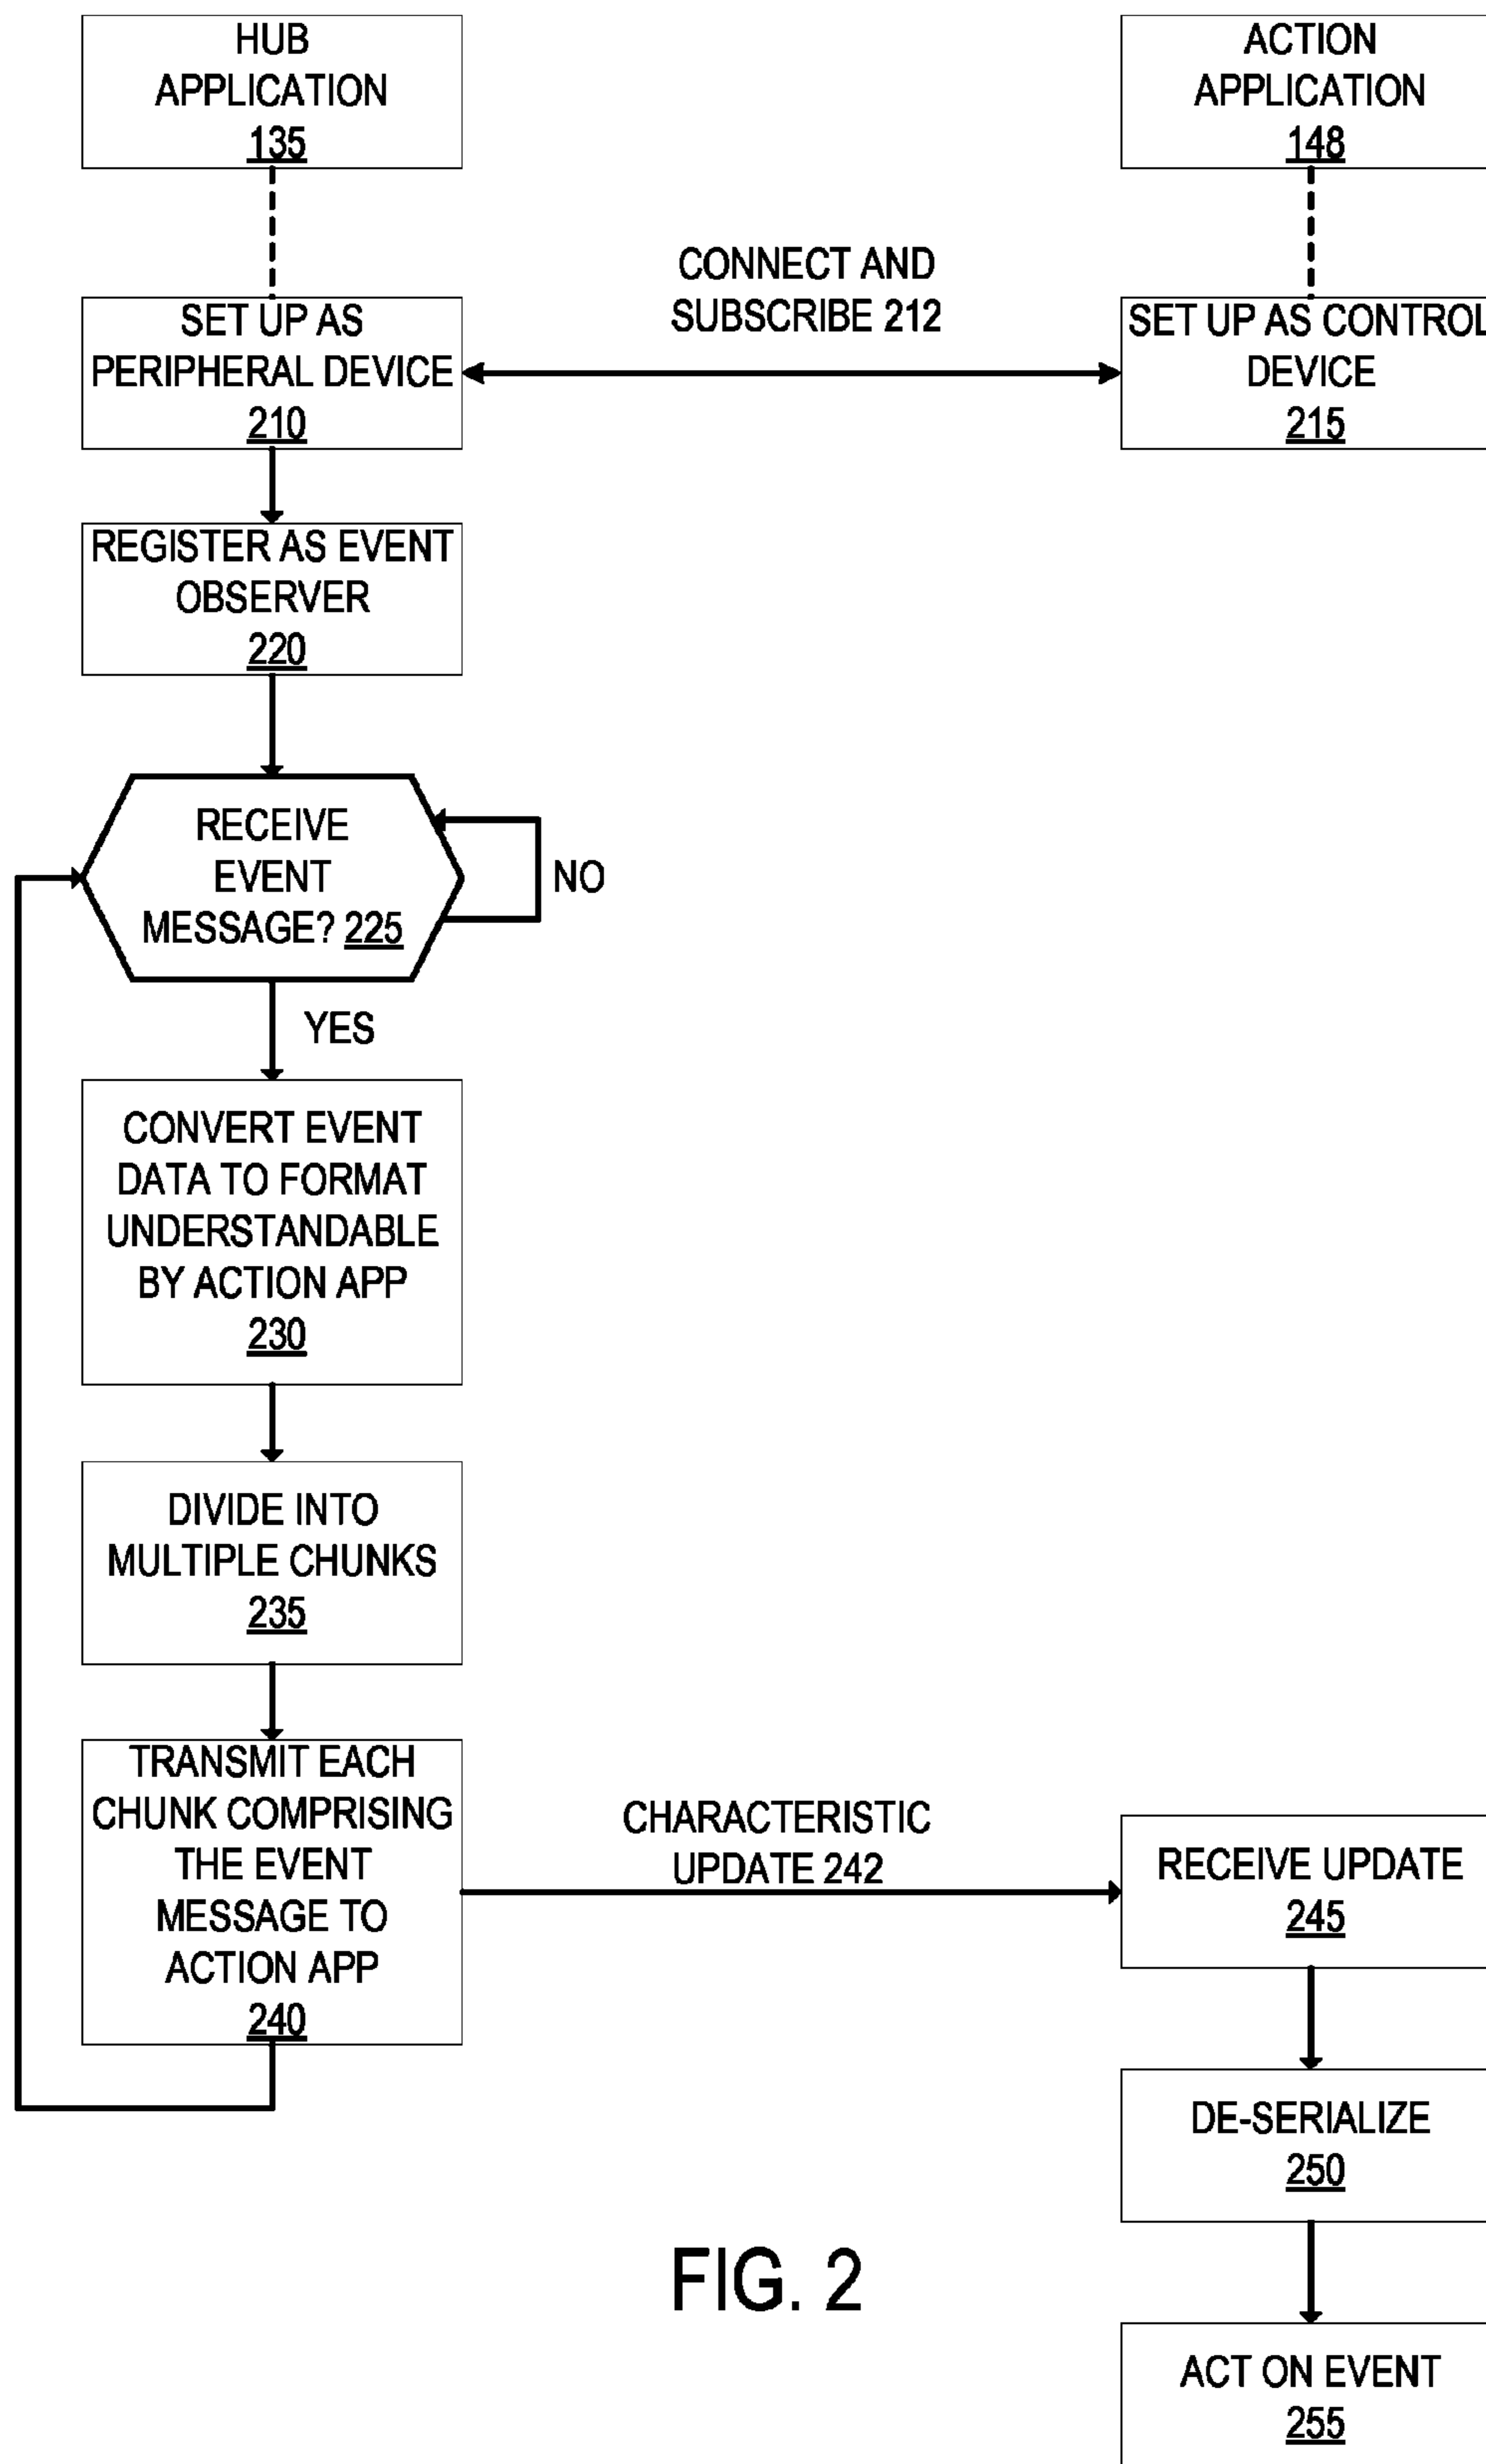 HUB
APPLICATION
135
ACTION
APPLICATION
148
CONNECT AND
SUBSCRIBE 212
SET UP AS
PERIPHERAL DEVICE
210
SET UP AS CONTROL
DEVICE
215
REGISTER AS EVENT
OBSERVER
220
RECEIVE
EVENT
MESSAGE? 225
NO
YES
CONVERT EVENT
DATA TO FORMAT
UNDERSTANDABLE
BY ACTION APP
230
DIVIDE INTO
MULTIPLE CHUNKS
235
TRANSMIT EACH
CHUNK COMPRISING
THE EVENT
MESSAGE TO
ACTION APP
240
CHARACTERISTIC
UPDATE 242
RECEIVE UPDATE
245
DE-SERIALIZE
250
ACT ON EVENT
255
FIG. 2